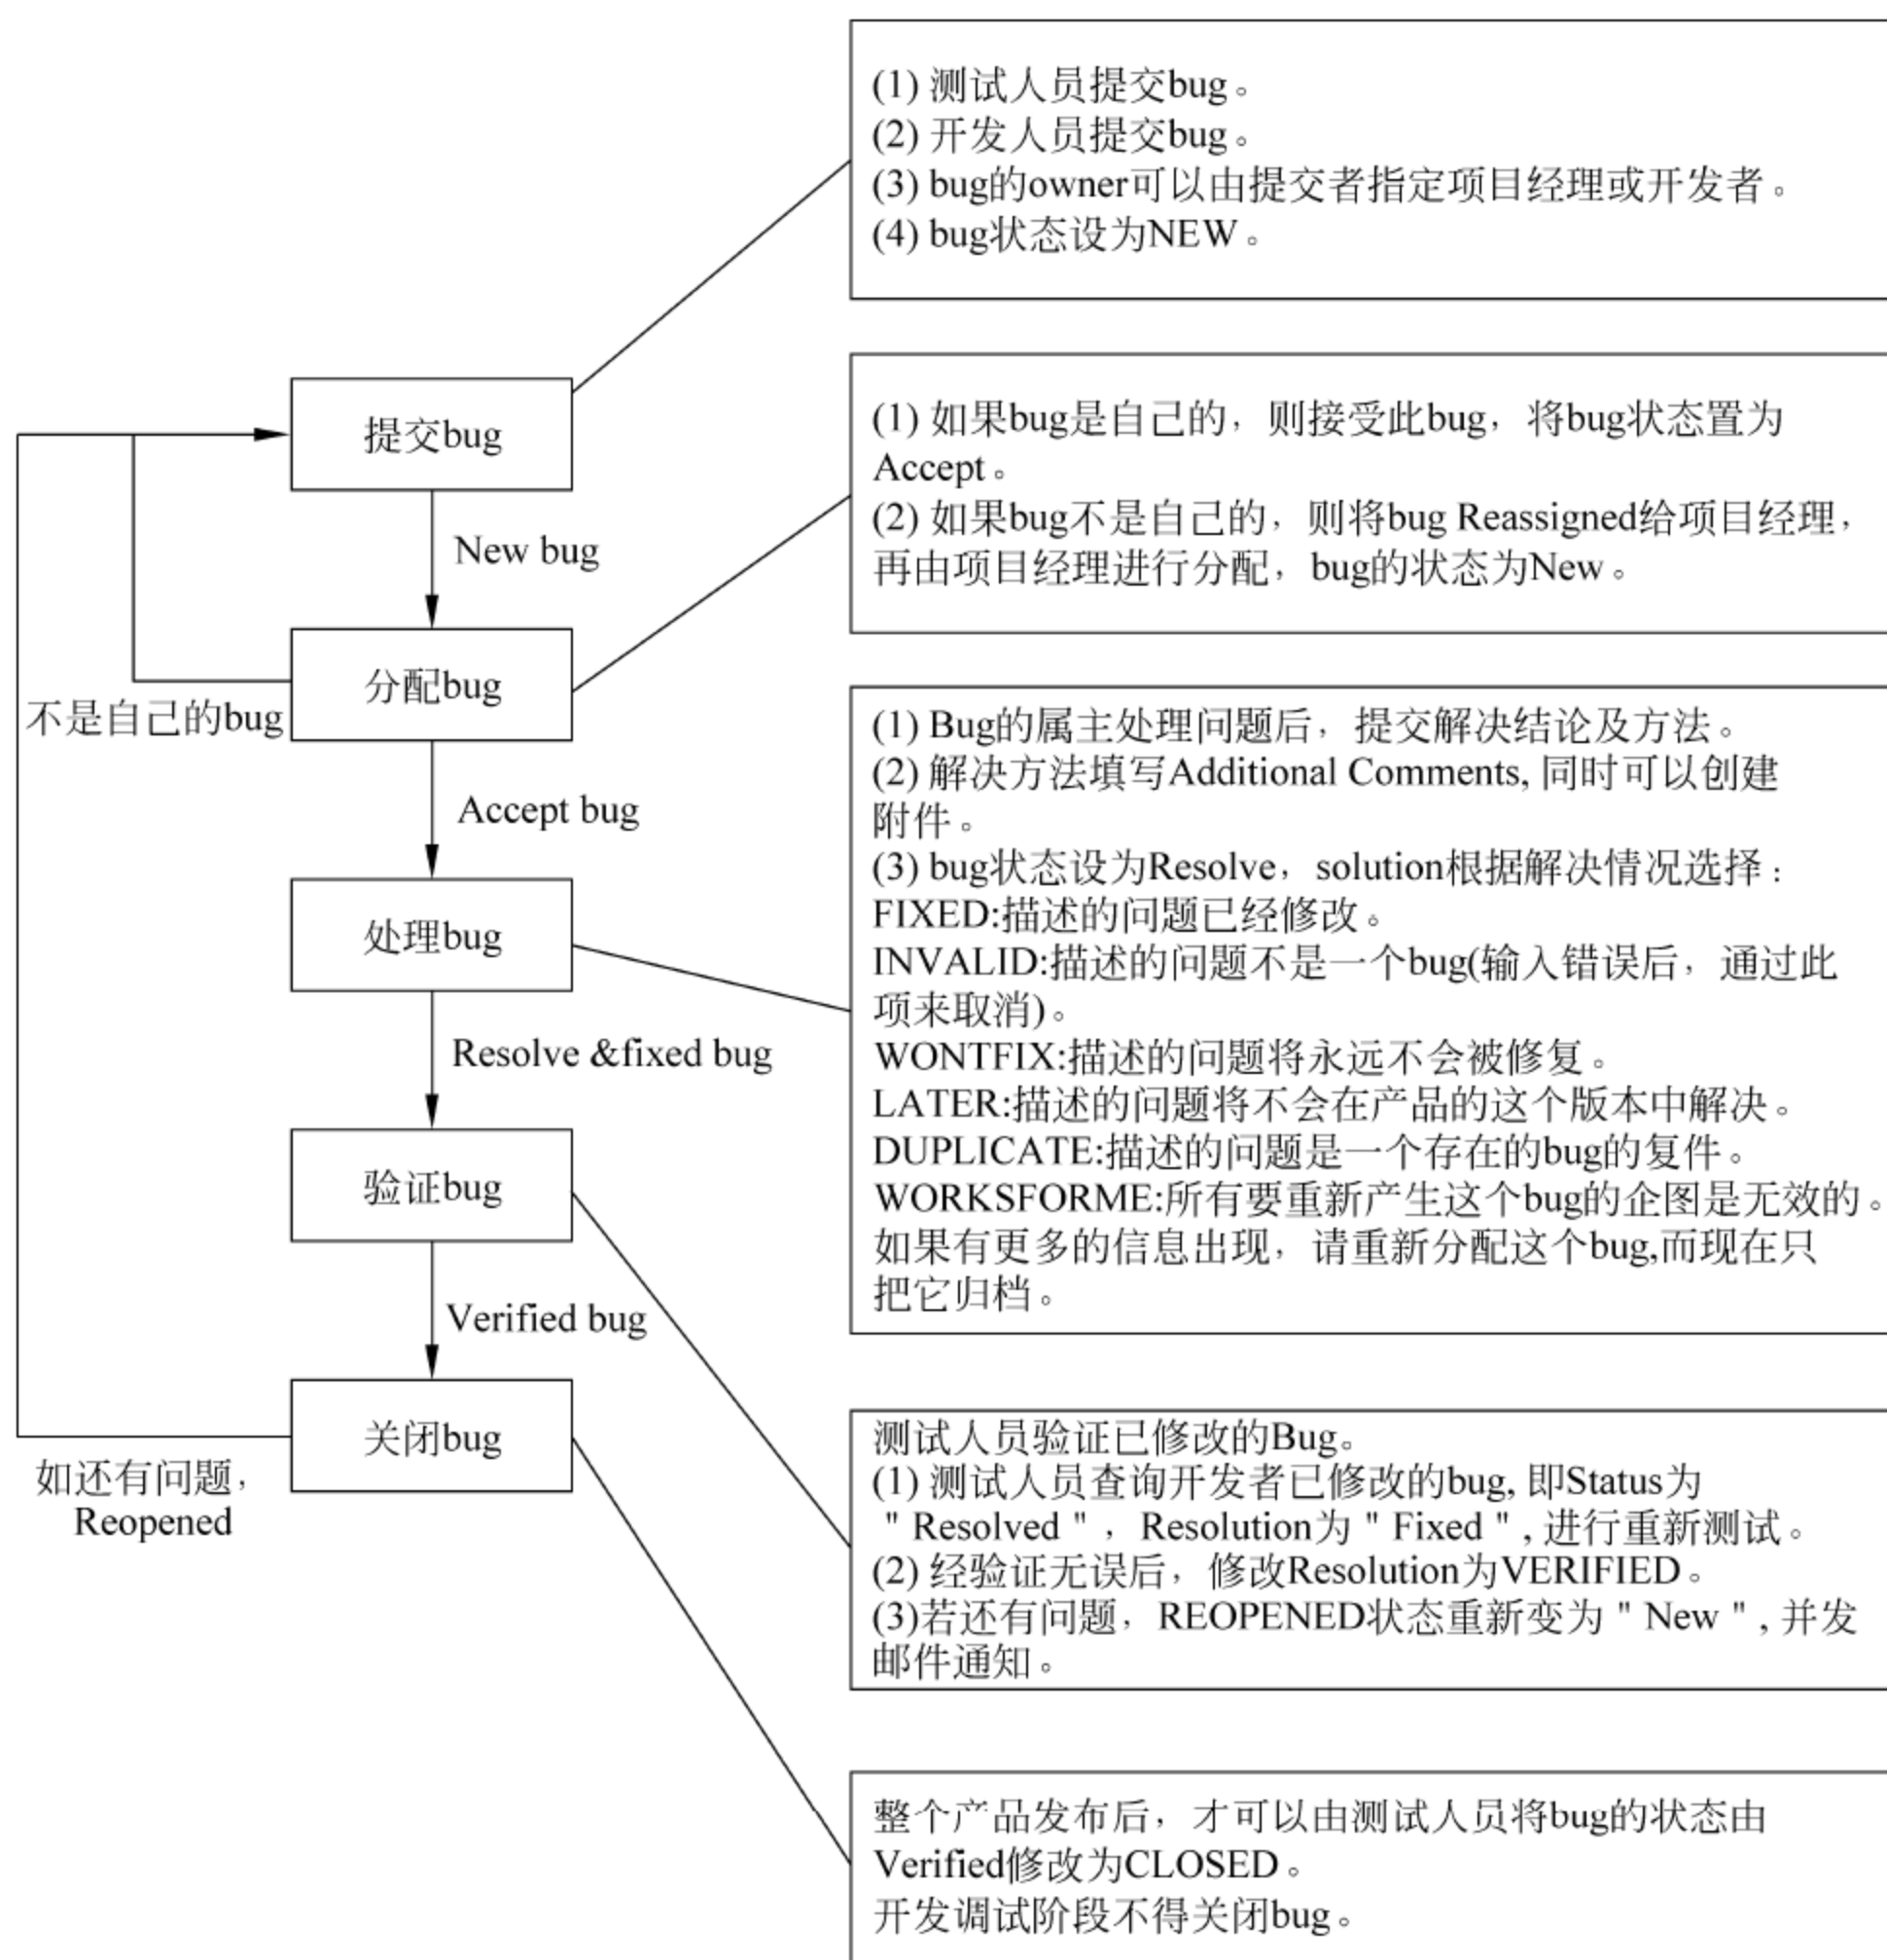 (1) 测试人员提交bug。
(2) 开发人员提交bug。
(3) bug的owner可以由提交者指定项目经理或开发者。
(4) bug状态设为NEW。
提交bug
New bug
(1) 如果bug是自己的，则接受此bug，将bug状态置为
Accept。
(2) 如果bug不是自己的，则将bug Reassigned给项目经理，
再由项目经理进行分配，bug的状态为New。
分配bug
不是自己的bug
Accept bug
(1) Bug的属主处理问题后，提交解决结论及方法。
(2) 解决方法填写Additional Comments, 同时可以创建
附件。
(3) bug状态设为Resolve，solution根据解决情况选择：
FIXED:描述的问题已经修改。
INVALID:描述的问题不是一个bug(输入错误后，通过此
项来取消)。
WONTFIX:描述的问题将永远不会被修复。
LATER:描述的问题将不会在产品的这个版本中解决。
DUPLICATE:描述的问题是一个存在的bug的复件。
WORKSFORME:所有要重新产生这个bug的企图是无效的。
如果有更多的信息出现，请重新分配这个bug,而现在只
把它归档。
处理bug
Resolve &fixed bug
验证bug
Verified bug
测试人员验证已修改的Bug。
(1) 测试人员查询开发者已修改的bug, 即Status为
"Resolved"，Resolution为"Fixed", 进行重新测试。
(2) 经验证无误后，修改Resolution为VERIFIED。
(3)若还有问题，REOPENED状态重新变为"New", 并发
邮件通知。
关闭bug
如还有问题，
Reopened
整个产品发布后，才可以由测试人员将bug的状态由
Verified修改为CLOSED。
开发调试阶段不得关闭bug。